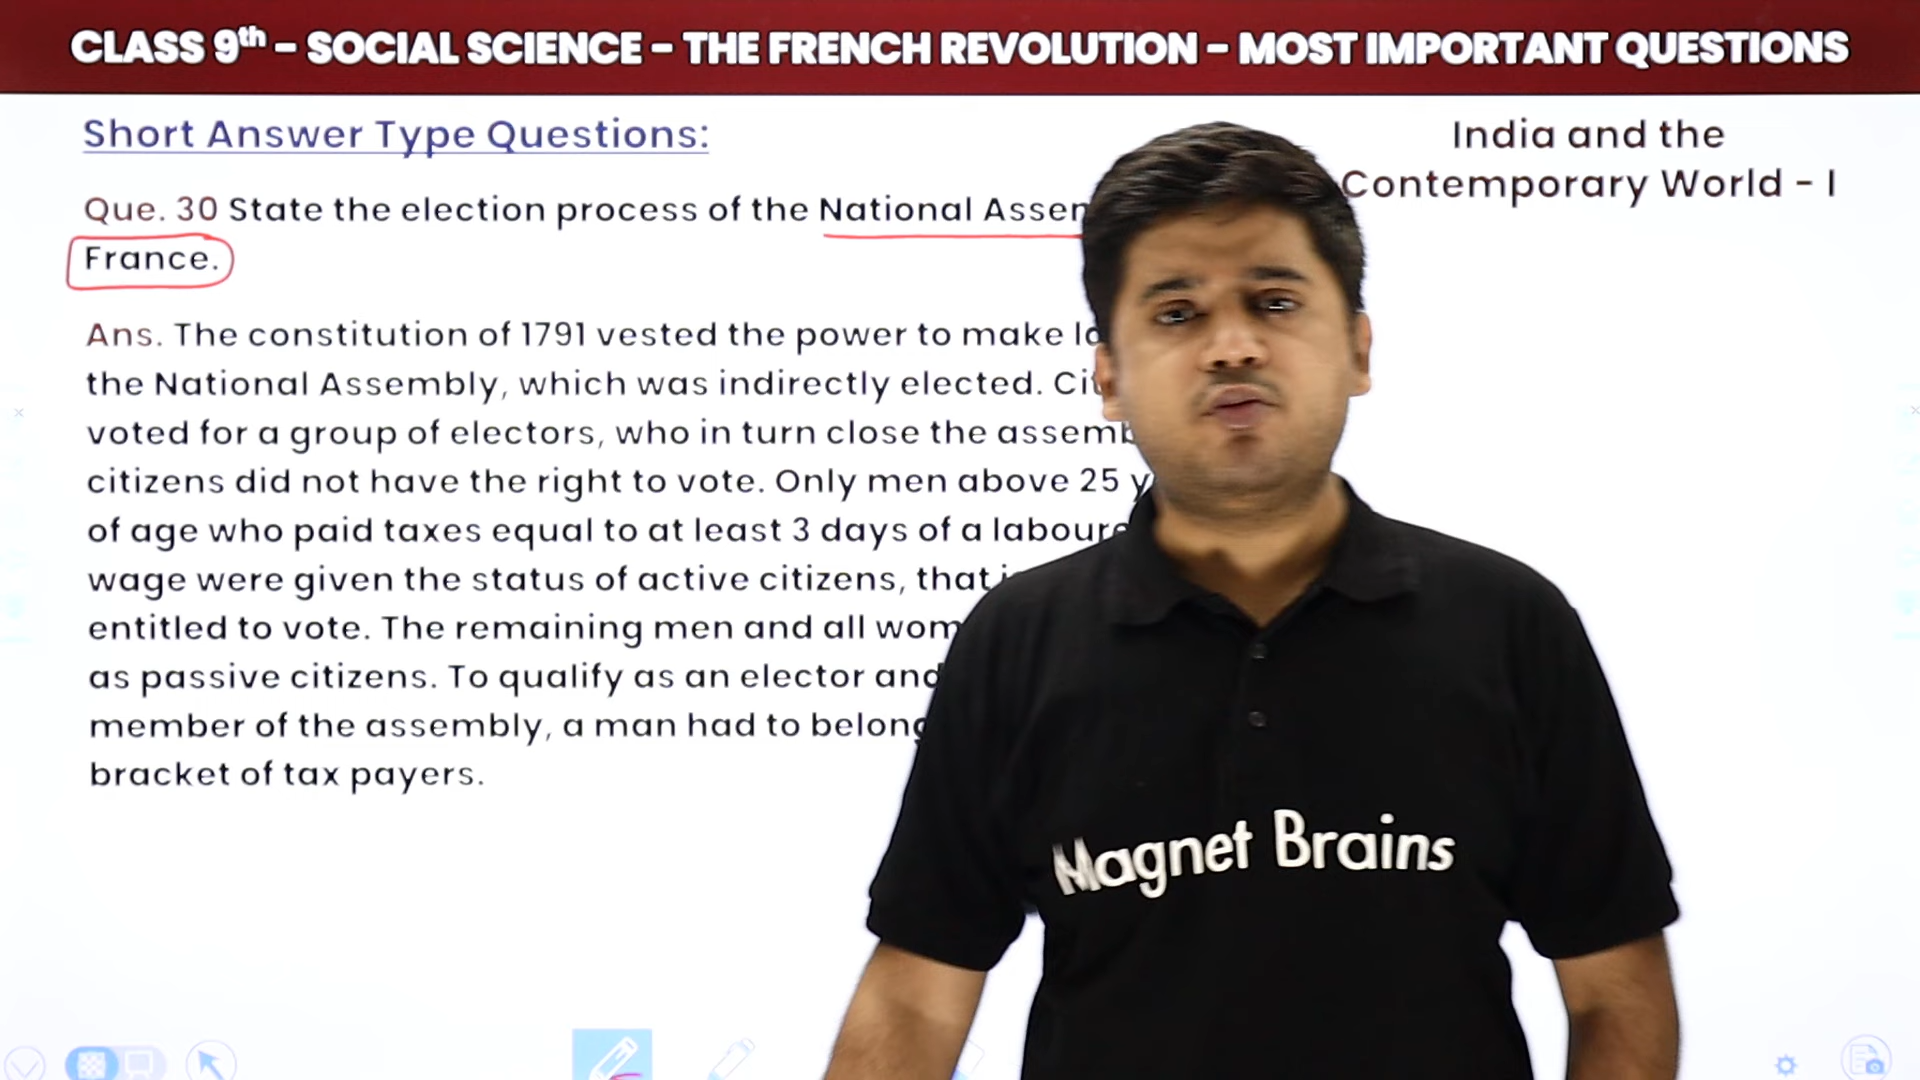 CLASS 9th – SOCIAL SCIENCE – THE FRENCH REVOLUTION – MOST IMPORTANT QUESTIONS
Short Answer Type Questions:
India and the
Contemporary World - I
Que. 30 State the election process of the National
France.
Ans. The constitution of 1791 vested the power to make
the National Assembly, which was indirectly elected.
voted for a group of electors, who in turn close the
citizens did not have the right to vote. Only men above 25
of age who paid taxes equal to at least 3 days of a
wage were given the status of active citizens, that
entitled to vote. The remaining men and all
as passive citizens. To qualify as an elector and
member of the assembly, a man had to
bracket of tax payers.
Magnet Brains